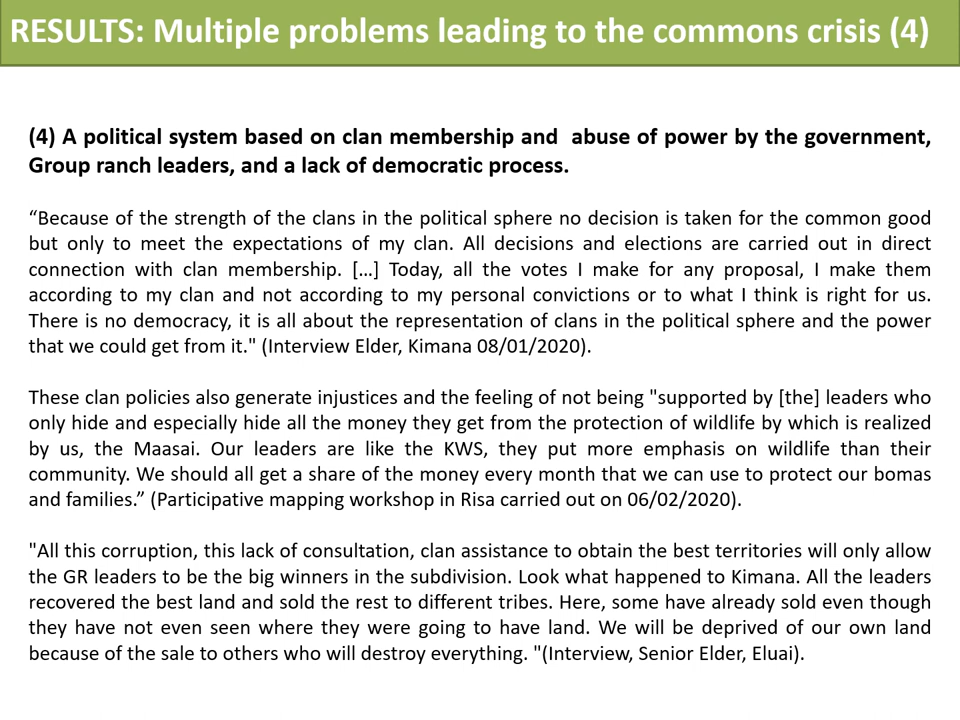 RESULTS: Multiple problems leading to the commons crisis (4)
(4) A political system based on clan membership and  abuse of power by the government,
Group ranch leaders, and a lack of democratic process.
“Because of the strength of the clans in the political sphere no decision is taken for the common good
but only to meet the expectations of my clan. All decisions and elections are carried out in direct
connection with clan membership. […] Today, all the votes I make for any proposal, I make them
according to my clan and not according to my personal convictions or to what I think is right for us.
There is no democracy, it is all about the representation of clans in the political sphere and the power
that we could get from it." (Interview Elder, Kimana 08/01/2020).
These clan policies also generate injustices and the feeling of not being "supported by [the] leaders who
only hide and especially hide all the money they get from the protection of wildlife by which is realized
by us, the Maasai. Our leaders are like the KWS, they put more emphasis on wildlife than their
community. We should all get a share of the money every month that we can use to protect our bomas
and families.” (Participative mapping workshop in Risa carried out on 06/02/2020).
"All this corruption, this lack of consultation, clan assistance to obtain the best territories will only allow
the GR leaders to be the big winners in the subdivision. Look what happened to Kimana. All the leaders
recovered the best land and sold the rest to different tribes. Here, some have already sold even though
they have not even seen where they were going to have land. We will be deprived of our own land
because of the sale to others who will destroy everything. "(Interview, Senior Elder, Eluai).